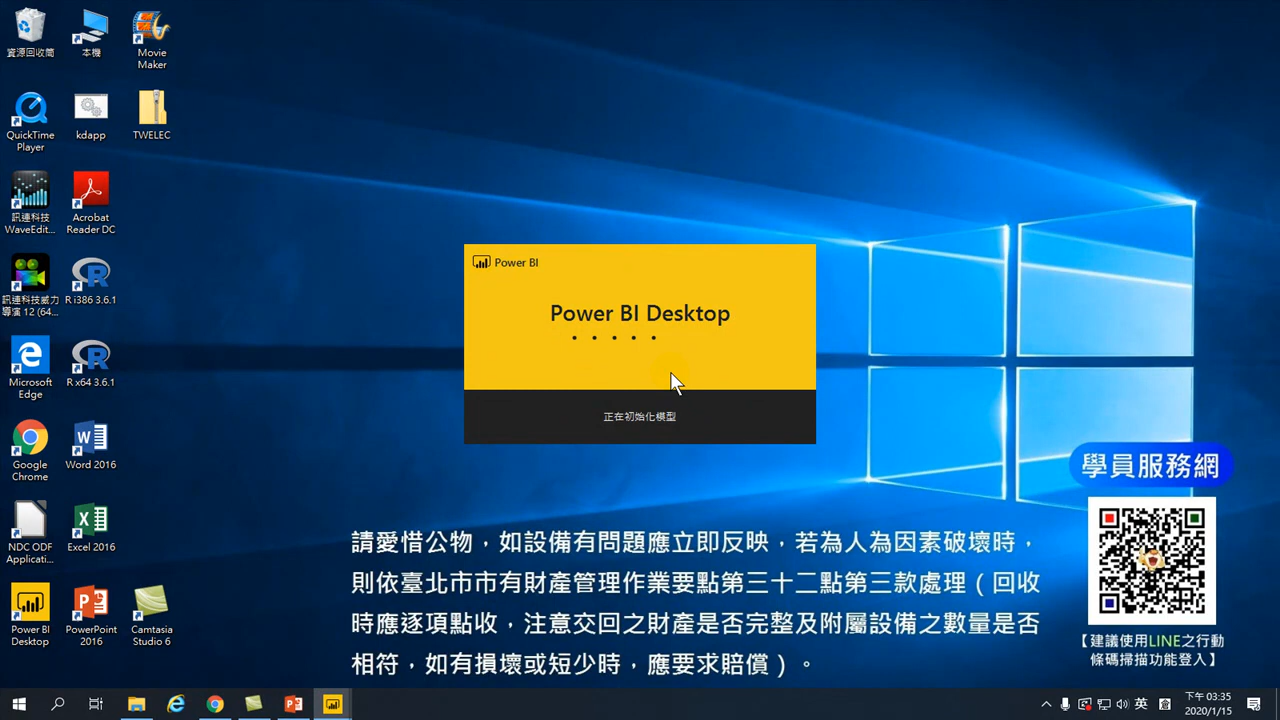 資源回收筒
本機
Movie
Maker
QuickTime
Player
kdapp
TWELEC
訊連科技
WaveEdit...
Acrobat
Reader DC
訊連科技威力
導演 12 (64...
R i386 3.6.1
Microsoft
Edge
R x64 3.6.1
Google
Chrome
Word 2016
NDC ODF
Applicati...
Excel 2016
Power BI
Desktop
PowerPoint
2016
Camtasia
Studio 6
Power BI
Power BI Desktop
正在初始化模型
學員服務網
請愛惜公物，如設備有問題應立即反映，若為人為因素破壞時，
則依臺北市市有財產管理作業要點第三十二點第三款處理（回收
時應逐項點收，注意交回之財產是否完整及附屬設備之數量是否
相符，如有損壞或短少時，應要求賠償）。
【建議使用LINE之行動
條碼掃描功能登入】
英
下午 03:35
2020/1/15